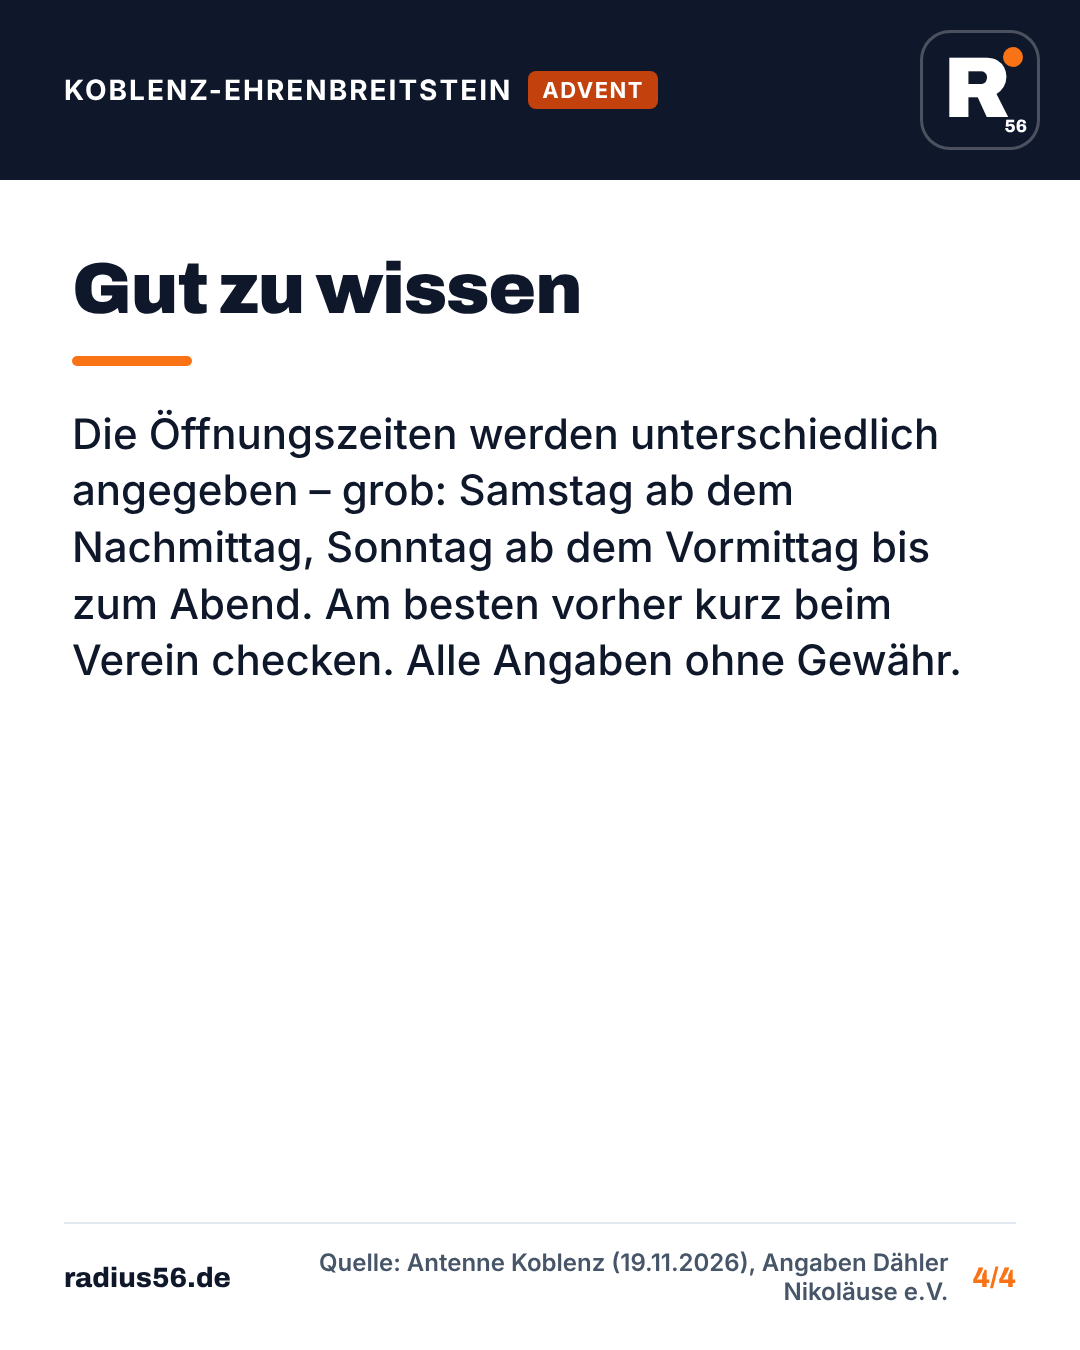 KOBLENZ-EHRENBREITSTEIN ADVENT
R 56
Gut zu wissen
Die Öffnungszeiten werden unterschiedlich
angegeben – grob: Samstag ab dem
Nachmittag, Sonntag ab dem Vormittag bis
zum Abend. Am besten vorher kurz beim
Verein checken. Alle Angaben ohne Gewähr.
radius56.de
Quelle: Antenne Koblenz (19.11.2026), Angaben Dähler
Nikoläuse e.V.
4/4